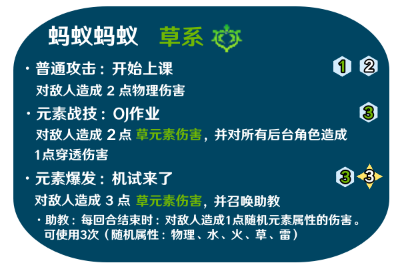 蚂蚁蚂蚁 草系
· 普通攻击：开始上课 1 2
对敌人造成 2 点物理伤害
· 元素战技：OJ作业 3
对敌人造成 2 点 草元素伤害，并对所有后台角色造成
1点穿透伤害
· 元素爆发：机试来了 3 3
对敌人造成 3 点 草元素伤害，并召唤助教
· 助教：每回合结束时：对敌人造成1点随机元素属性的伤害。
可使用3次（随机属性：物理、水、火、草、雷）